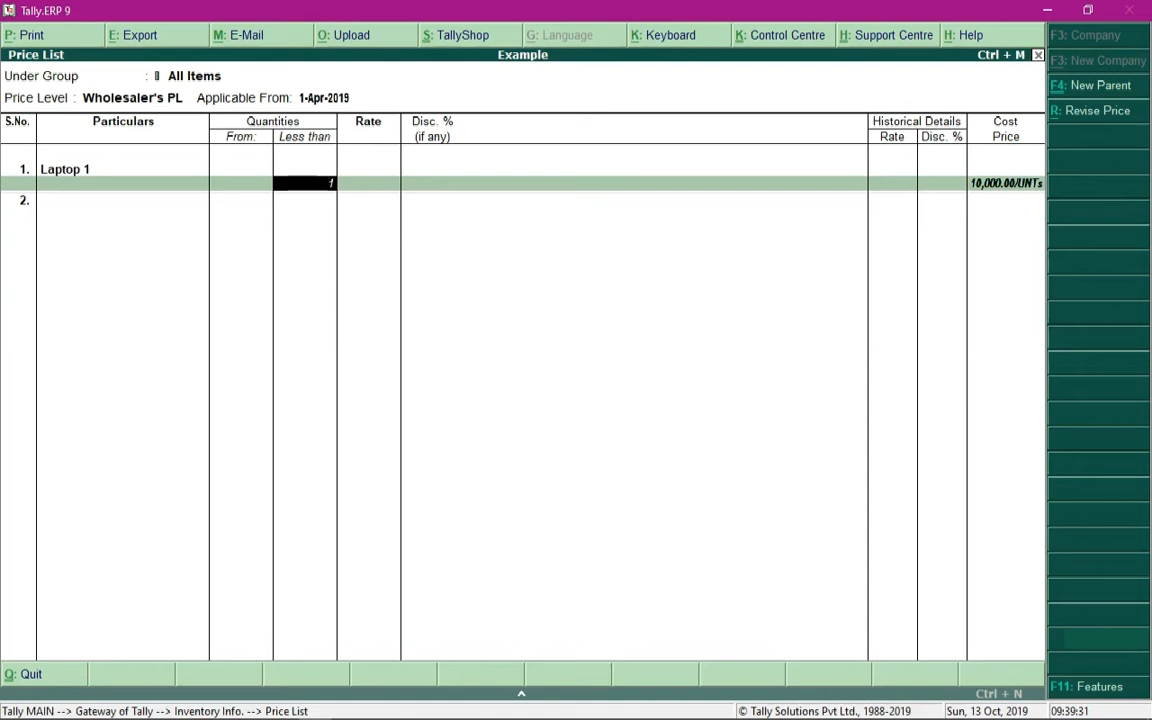 Tally.ERP 9
P: Print E: Export M: E-Mail O: Upload S: TallyShop G: Language K: Keyboard K: Control Centre H: Support Centre H: Help
F3: Company
Price List Example Ctrl + M
F3: New Company
Under Group : All Items
F4: New Parent
Price Level : Wholesaler's PL Applicable From: 1-Apr-2019
R: Revise Price
S.No. Particulars Quantities Rate Disc. % Historical Details Cost
From: Less than (if any) Rate Disc. % Price
1. Laptop 1
1 10,000.00/UNTs
2.
Q: Quit
F11: Features
Ctrl + N
Tally MAIN --> Gateway of Tally --> Inventory Info. --> Price List © Tally Solutions Pvt Ltd., 1988-2019 Sun, 13 Oct, 2019 09:39:31